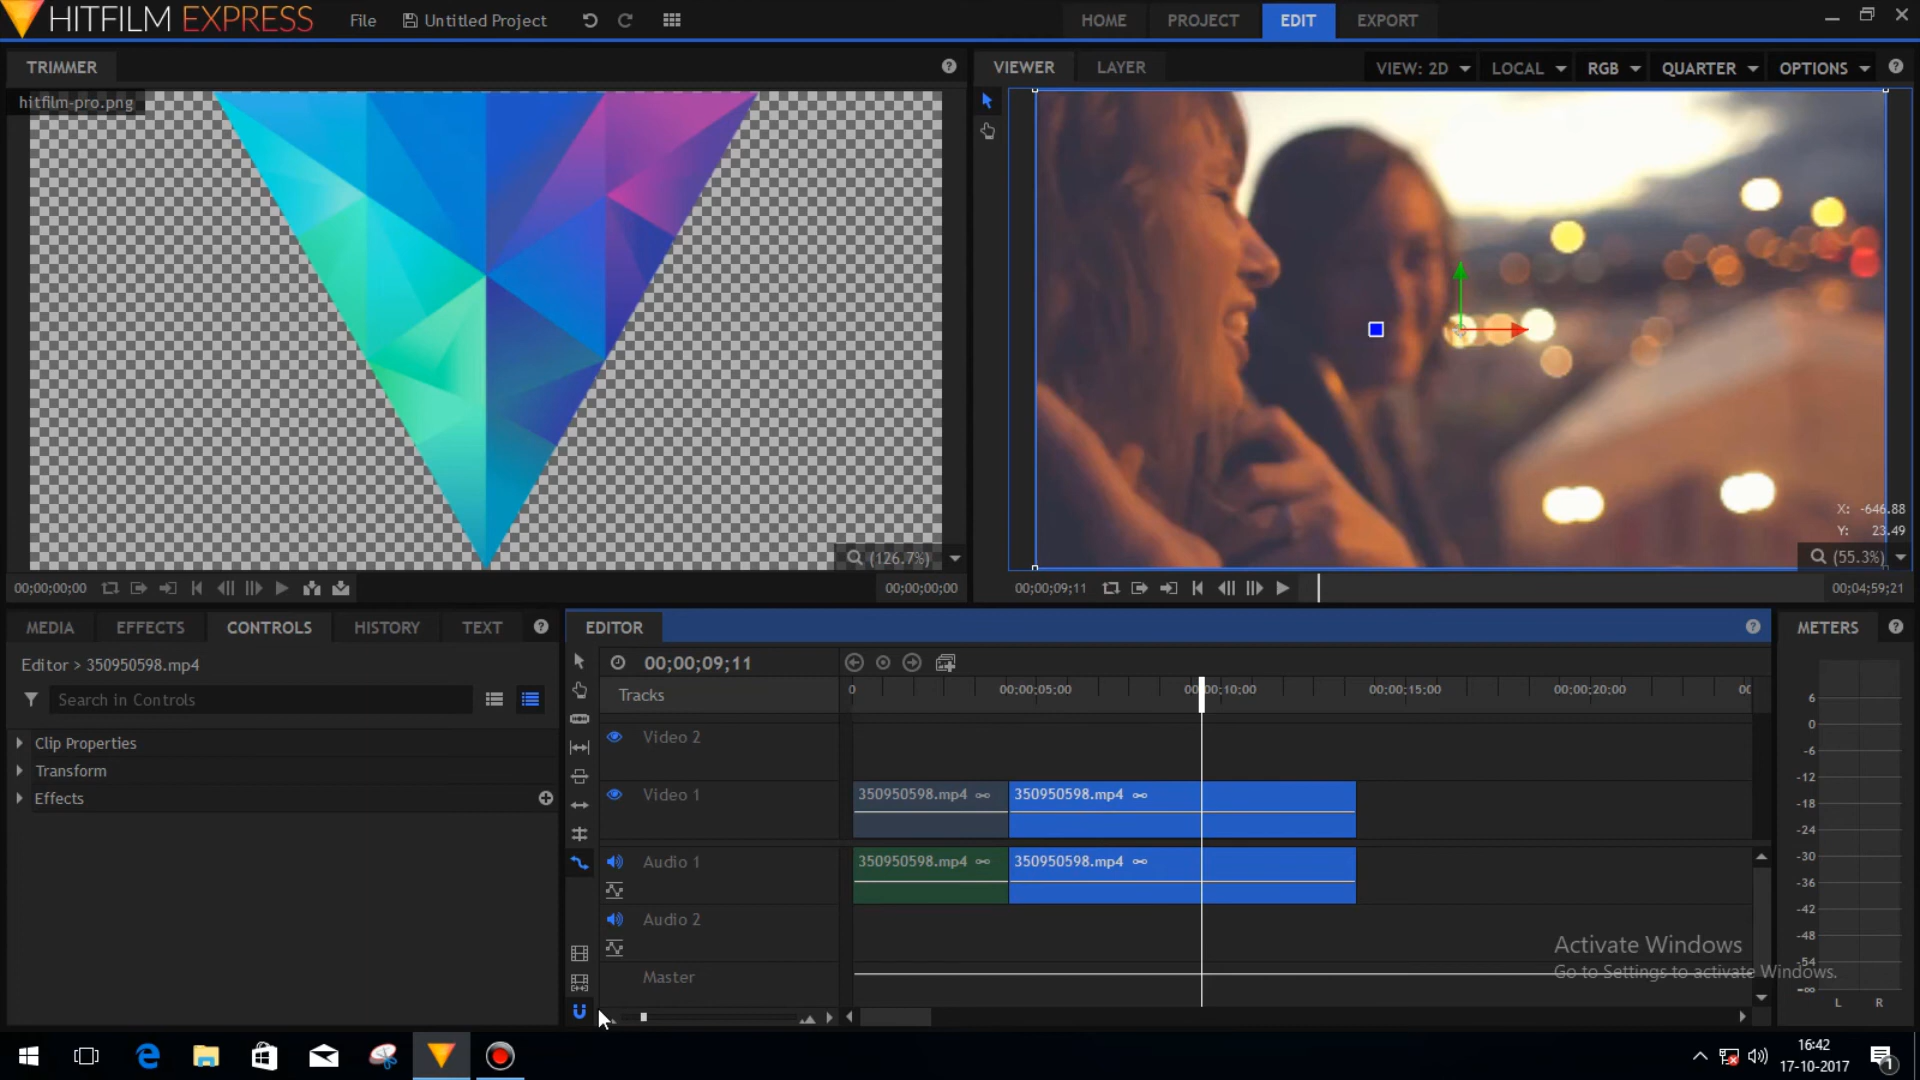 HITFILM EXPRESS
File
Untitled Project
HOME
PROJECT
EDIT
EXPORT
TRIMMER
hitfilm-pro.png
(126.7%)
00;00;00;00
00;00;00;00
VIEWER
LAYER
VIEW: 2D
LOCAL
RGB
QUARTER
OPTIONS
X: -646.88
Y: 23.49
(55.3%)
00;00;09;11
00;04;59;21
MEDIA
EFFECTS
CONTROLS
HISTORY
TEXT
Editor > 350950598.mp4
Search in Controls
Clip Properties
Transform
Effects
EDITOR
00;00;09;11
Tracks
0
00;00;05;00
00;00;10;00
00;00;15;00
00;00;20;00
00
Video 2
Video 1
350950598.mp4
350950598.mp4
Audio 1
350950598.mp4
350950598.mp4
Audio 2
Master
METERS
6
0
-6
-12
-18
-24
-30
-36
-42
-48
-54
-∞
L R
Activate Windows
Go to Settings to activate Windows.
16:42
17-10-2017
1